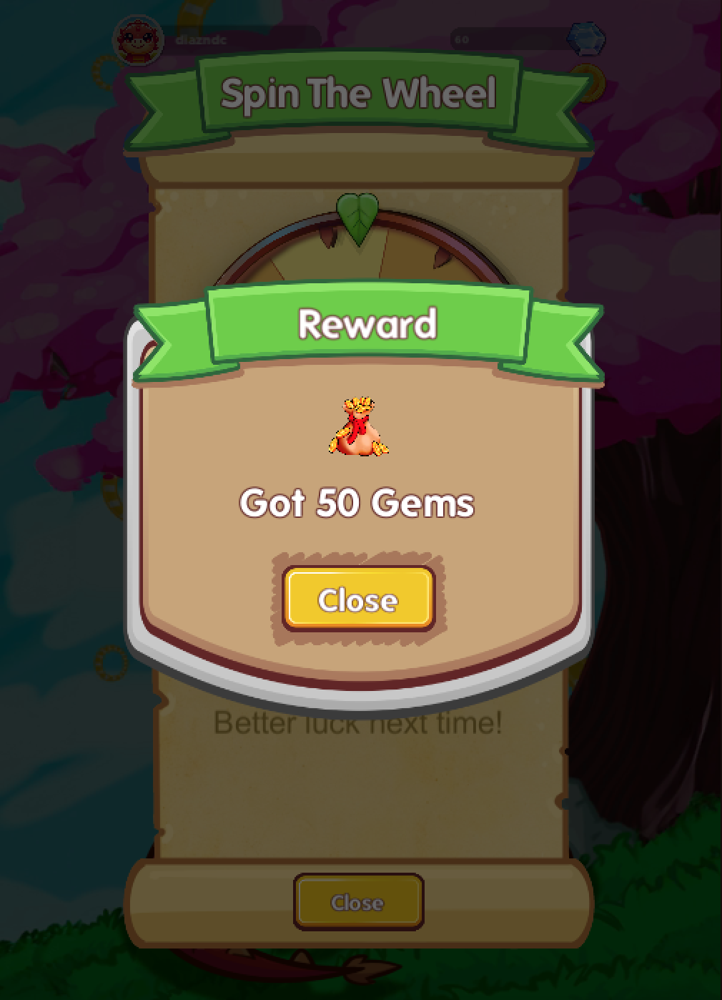 diazndc
60
Spin The Wheel
Reward
Got 50 Gems
Close
Better luck next time!
Close